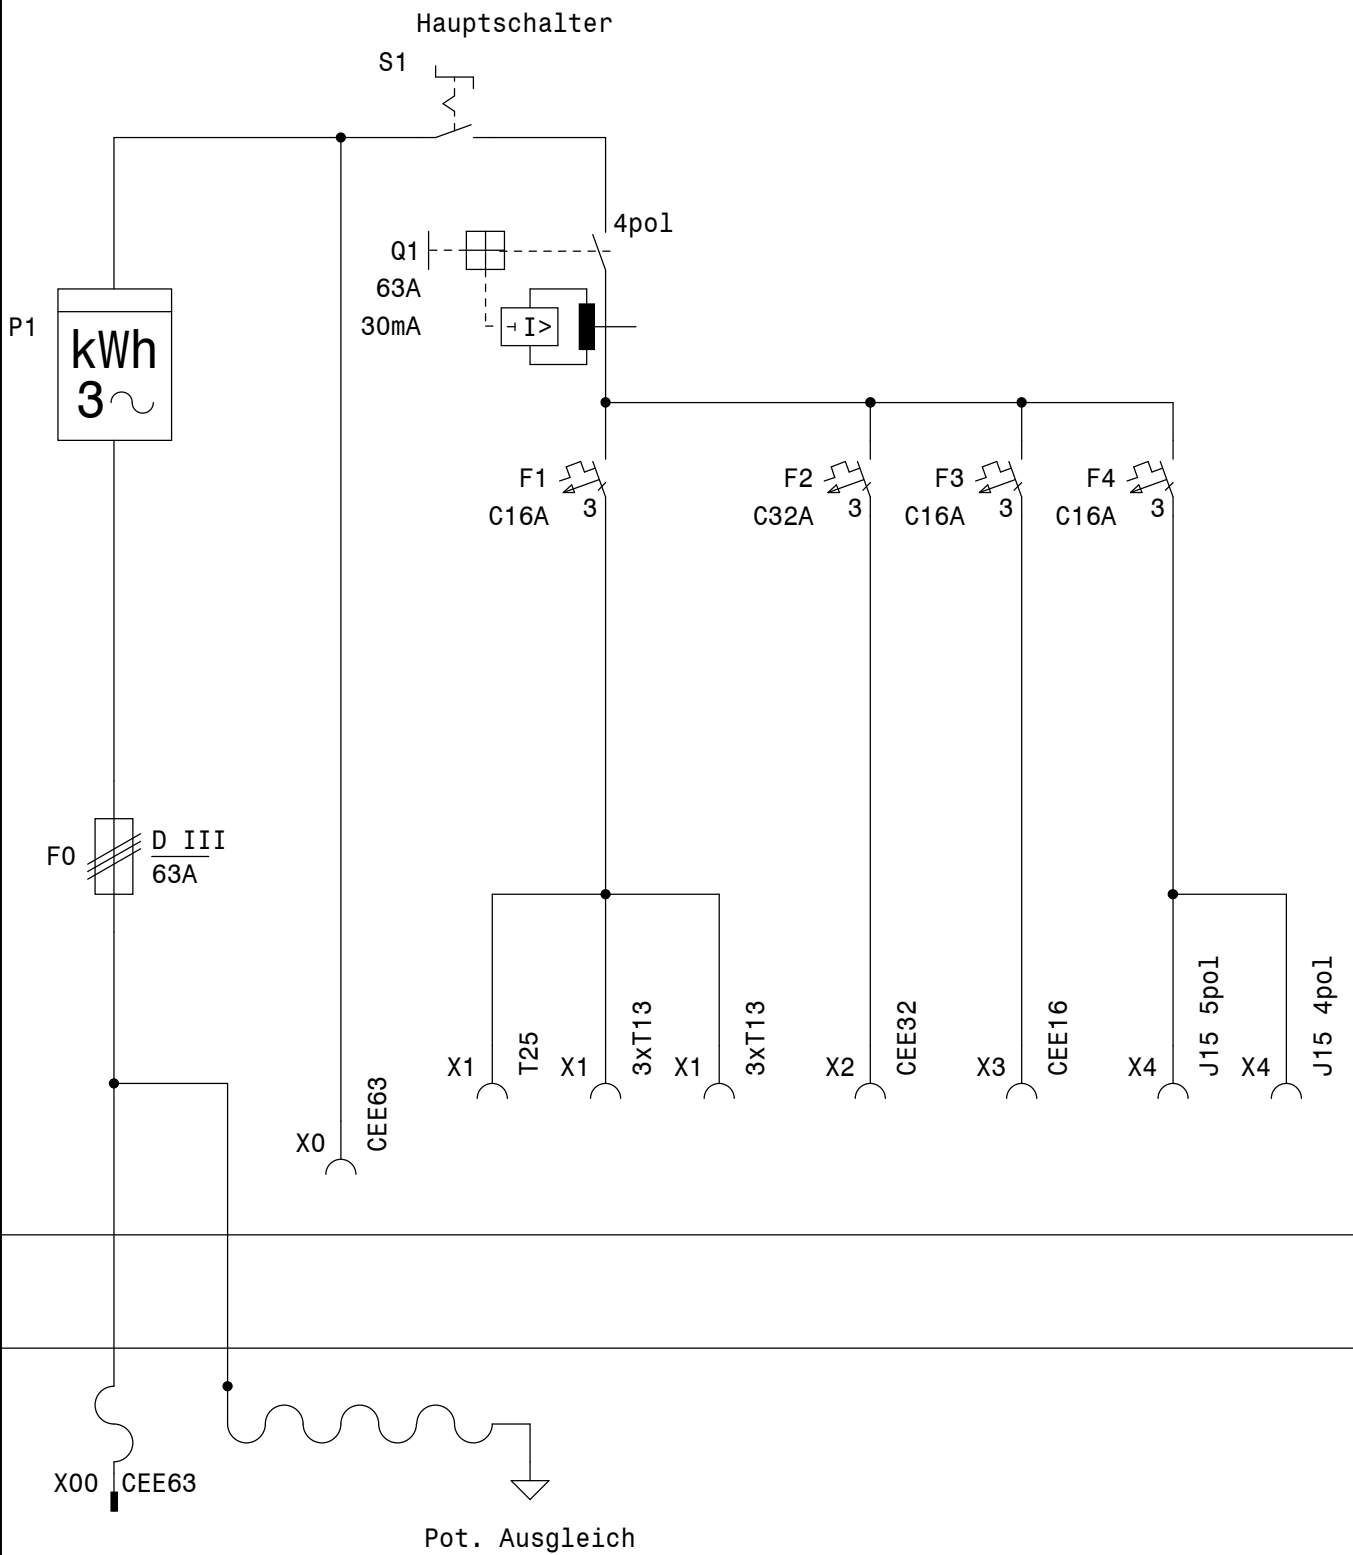 Hauptschalter
S1
4pol
Q1
63A
30mA
I>
P1
kWh
3
F1
C16A
3
F2
C32A
3
F3
C16A
3
F4
C16A
3
F0
D III
63A
X1
T25
X1
3xT13
X1
3xT13
X2
CEE32
X3
CEE16
X4
J15 5pol
X4
J15 4pol
X0
CEE63
X00
CEE63
Pot. Ausgleich